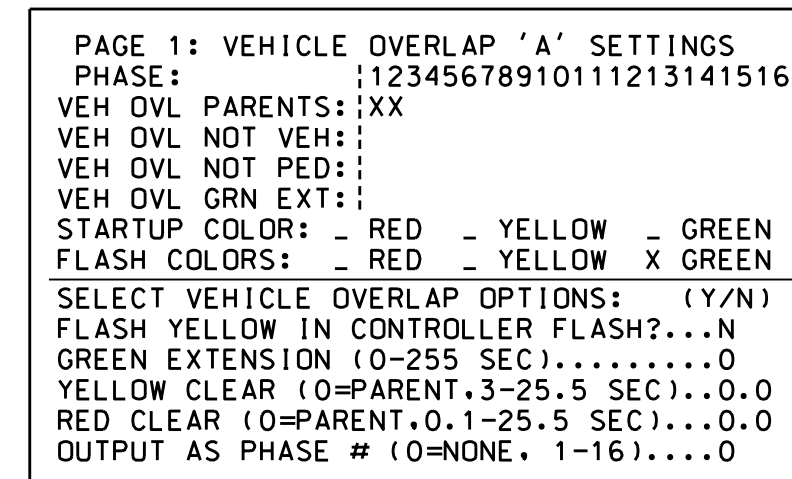 PAGE 1: VEHICLE OVERLAP 'A' SETTINGS
PHASE: ¦12345678910111213141516
VEH OVL PARENTS:¦XX
VEH OVL NOT VEH:¦
VEH OVL NOT PED:¦
VEH OVL GRN EXT:¦
STARTUP COLOR: _ RED _ YELLOW _ GREEN
FLASH COLORS: _ RED _ YELLOW X GREEN
SELECT VEHICLE OVERLAP OPTIONS: (Y/N)
FLASH YELLOW IN CONTROLLER FLASH?...N
GREEN EXTENSION (0-255 SEC).........0
YELLOW CLEAR (0=PARENT,3-25.5 SEC)..0.0
RED CLEAR (0=PARENT,0.1-25.5 SEC)...0.0
OUTPUT AS PHASE # (0=NONE, 1-16)....0